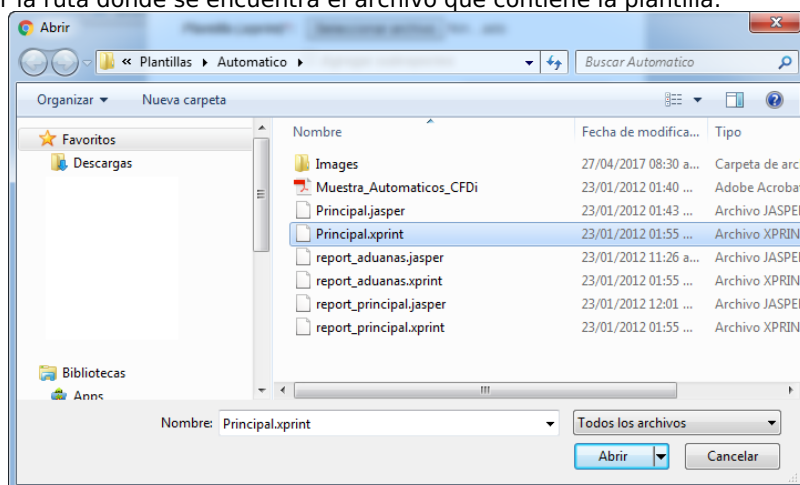 r la ruta donde se encuentra el archivo que contiene la plantilla.
Abrir
« Plantillas Automatico
Buscar Automatico
Organizar Nueva carpeta
Favoritos
Descargas
Bibliotecas
Apps
Nombre Fecha de modifica... Tipo
Images 27/04/2017 08:30 a... Carpeta de arc
Muestra_Automaticos_CFDi 23/01/2012 01:40 ... Adobe Acroba
Principal.jasper 23/01/2012 01:43 ... Archivo JASPE
Principal.xprint 23/01/2012 01:55 ... Archivo XPRIN
report_aduanas.jasper 23/01/2012 11:26 a... Archivo JASPE
report_aduanas.xprint 23/01/2012 01:55 ... Archivo XPRIN
report_principal.jasper 23/01/2012 12:01 ... Archivo JASPE
report_principal.xprint 23/01/2012 01:55 ... Archivo XPRIN
Nombre: Principal.xprint Todos los archivos
Abrir Cancelar